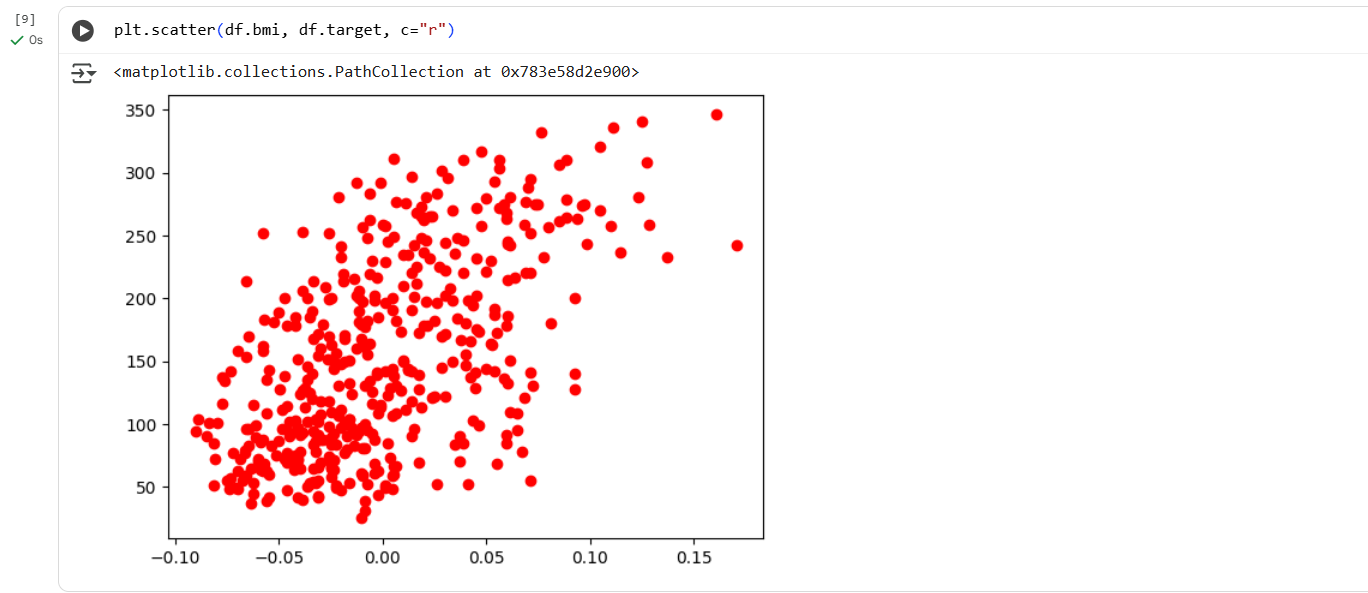 [9]
0s
plt.scatter(df.bmi, df.target, c="r")
<matplotlib.collections.PathCollection at 0x783e58d2e900>
350
300
250
200
150
100
50
−0.10 −0.05 0.00 0.05 0.10 0.15